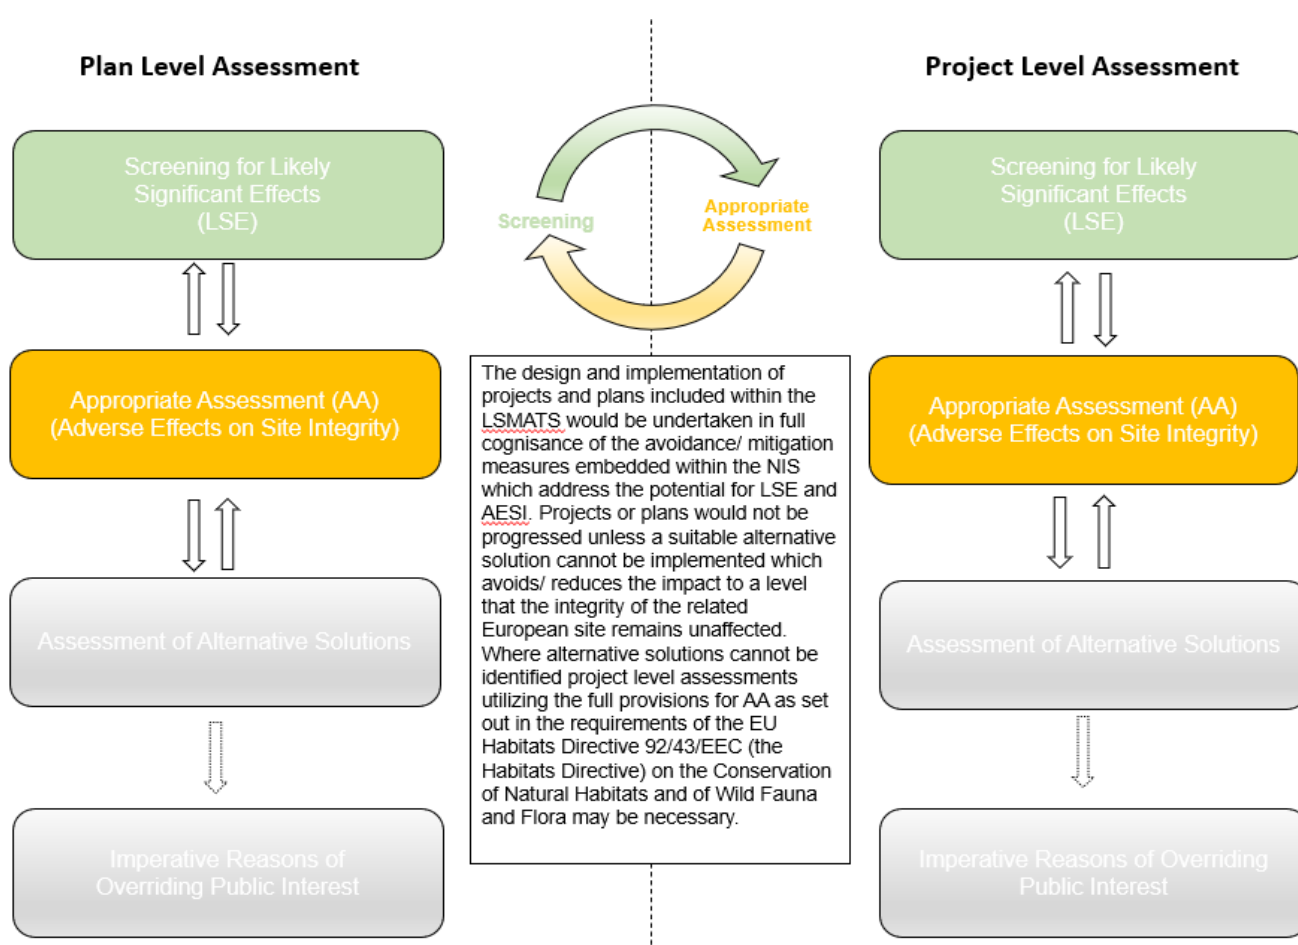 Plan Level Assessment
Screening for Likely
Significant Effects
(LSE)
Appropriate Assessment (AA)
(Adverse Effects on Site Integrity)
Assessment of Alternative Solutions
Imperative Reasons of
Overriding Public Interest
Screening
Appropriate
Assessment
The design and implementation of
projects and plans included within the
LSMATS would be undertaken in full
cognisance of the avoidance/ mitigation
measures embedded within the NIS
which address the potential for LSE and
AESI. Projects or plans would not be
progressed unless a suitable alternative
solution cannot be implemented which
avoids/ reduces the impact to a level
that the integrity of the related
European site remains unaffected.
Where alternative solutions cannot be
identified project level assessments
utilizing the full provisions for AA as set
out in the requirements of the EU
Habitats Directive 92/43/EEC (the
Habitats Directive) on the Conservation
of Natural Habitats and of Wild Fauna
and Flora may be necessary.
Project Level Assessment
Screening for Likely
Significant Effects
(LSE)
Appropriate Assessment (AA)
(Adverse Effects on Site Integrity)
Assessment of Alternative Solutions
Imperative Reasons of Overriding
Public Interest